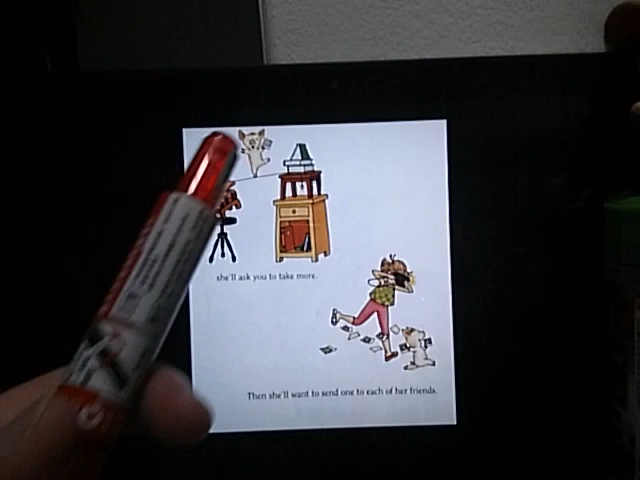 she'll ask you to take more.
Then she'll want to send one to each of her friends.